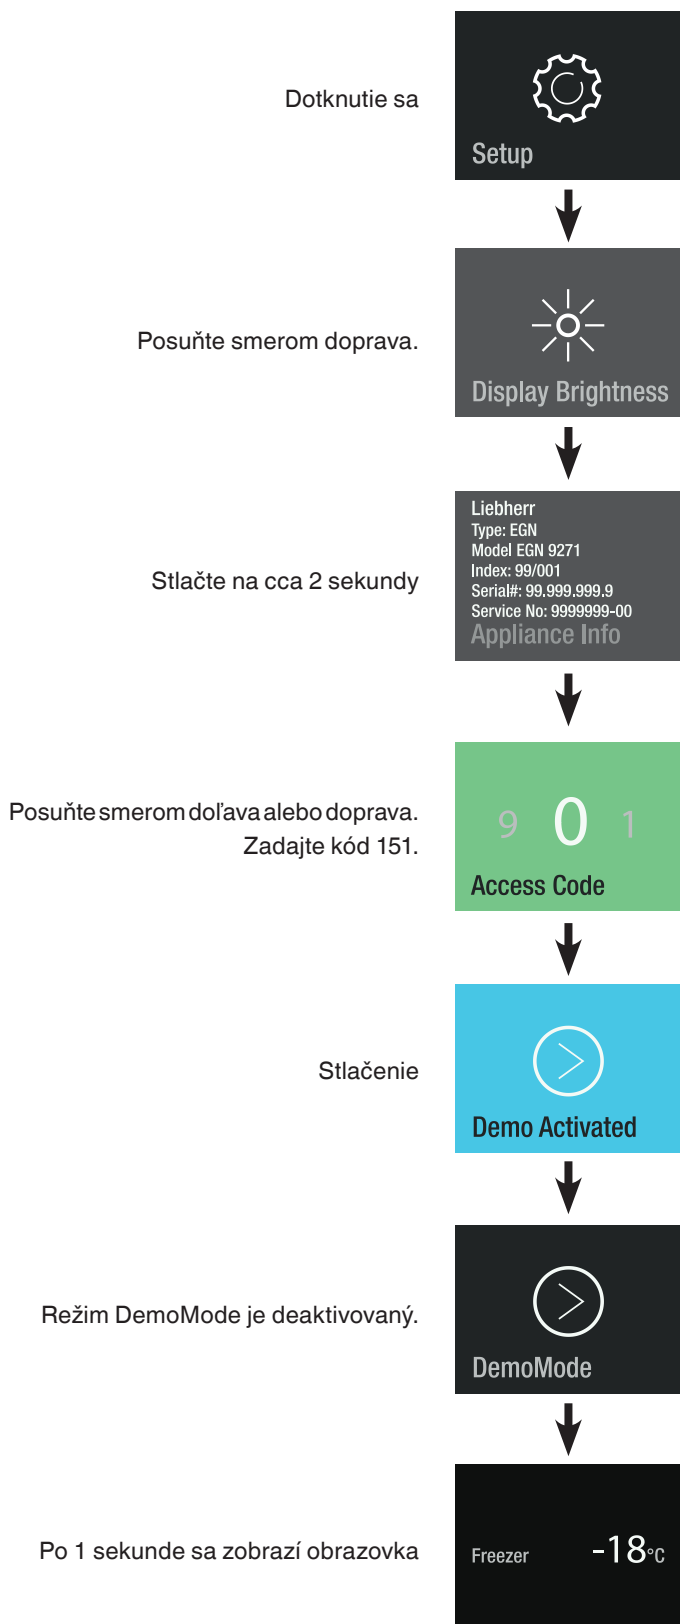 Dotknutie sa
Setup
Posuňte smerom doprava.
Display Brightness
Stlačte na cca 2 sekundy
Liebherr
Type: EGN
Model EGN 9271
Index: 99/001
Serial#: 99.999.999.9
Service No: 9999999-00
Appliance Info
Posuňte smerom doľava alebo doprava.
Zadajte kód 151.
9 0 1
Access Code
Stlačenie
Demo Activated
Režim DemoMode je deaktivovaný.
DemoMode
Po 1 sekunde sa zobrazí obrazovka
Freezer -18°C